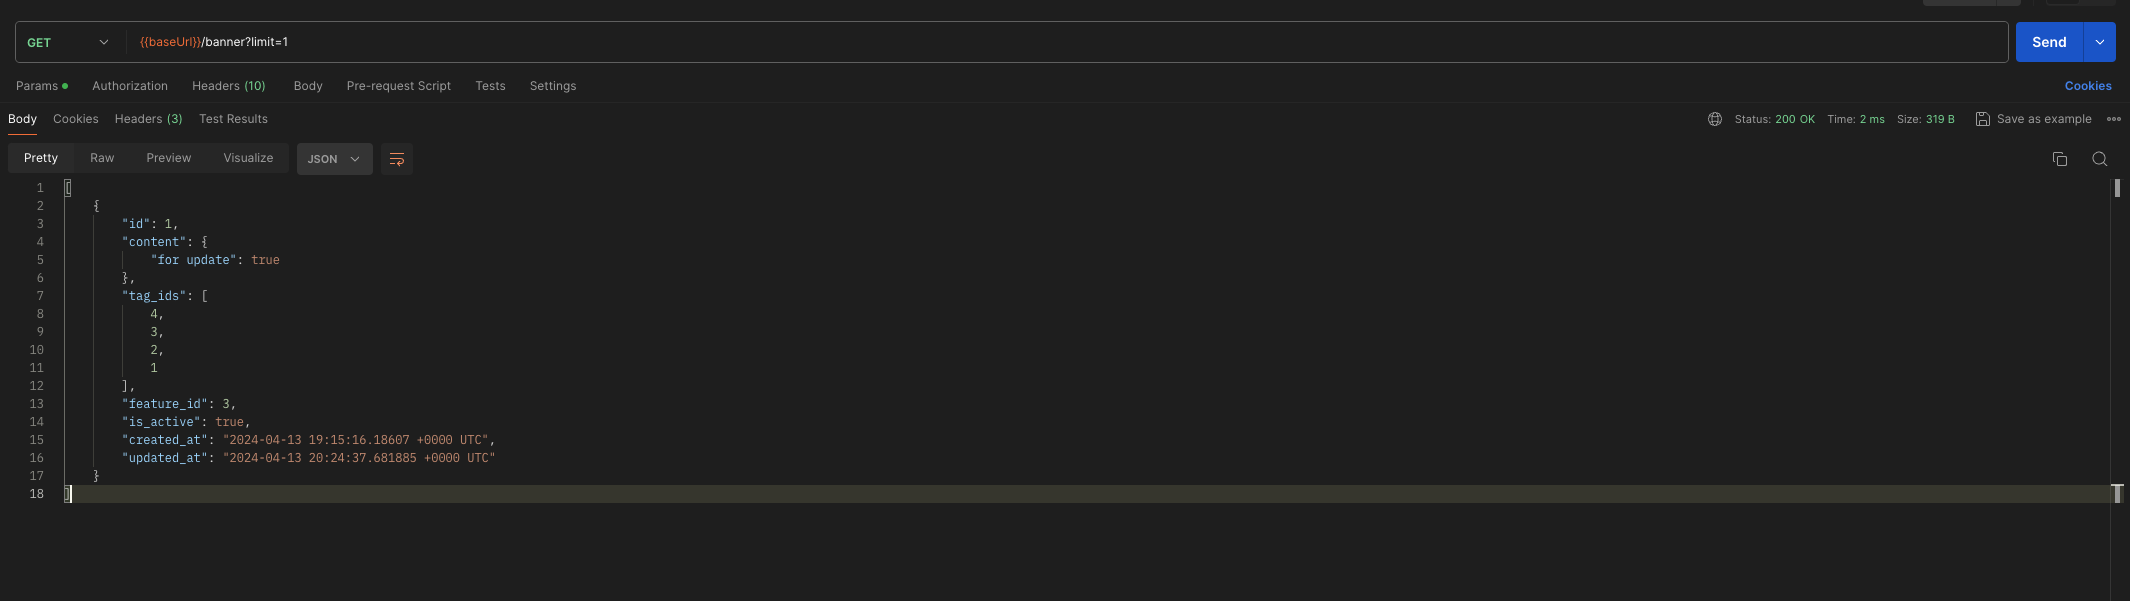 GET {{baseUrl}}/banner?limit=1 Send
Params Authorization Headers (10) Body Pre-request Script Tests Settings Cookies
Body Cookies Headers (3) Test Results Status: 200 OK Time: 2 ms Size: 319 B Save as example
Pretty Raw Preview Visualize JSON
1 [
2 {
3 "id": 1,
4 "content": {
5 "for update": true
6 },
7 "tag_ids": [
8 4,
9 3,
10 2,
11 1
12 ],
13 "feature_id": 3,
14 "is_active": true,
15 "created_at": "2024-04-13 19:15:16.18607 +0000 UTC",
16 "updated_at": "2024-04-13 20:24:37.681885 +0000 UTC"
17 }
18 ]